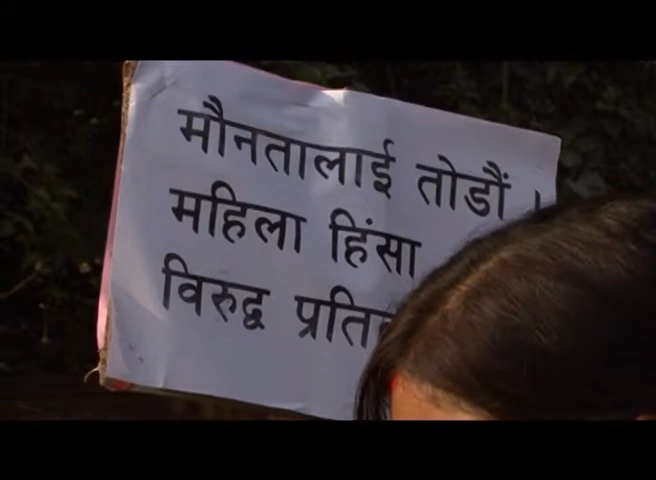 मौनतालाई तोडौं ।
महिला हिंसा
विरुद्ध